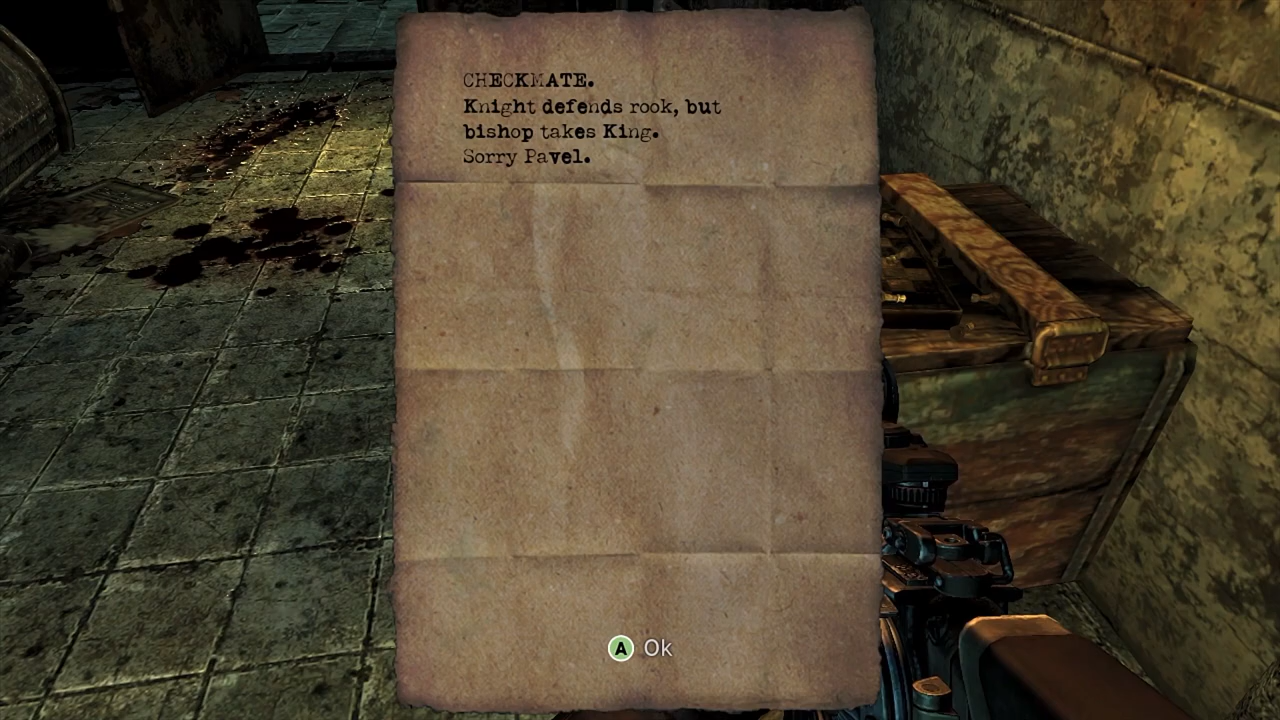 CHECKMATE.
Knight defends rook, but
bishop takes King.
Sorry Pavel.
A Ok